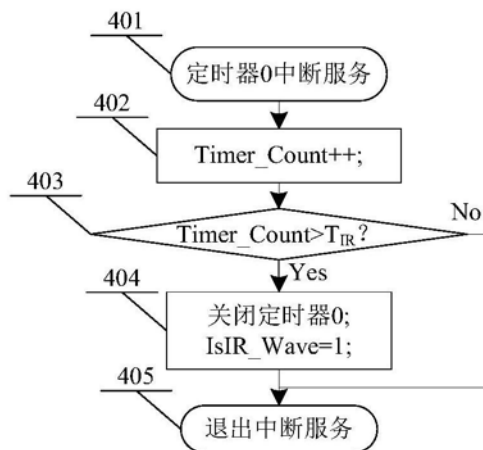 401
定时器0中断服务
402
Timer_Count++;
403
Timer_Count>T_IR?
No
Yes
404
关闭定时器0;
IsIR_Wave=1;
405
退出中断服务